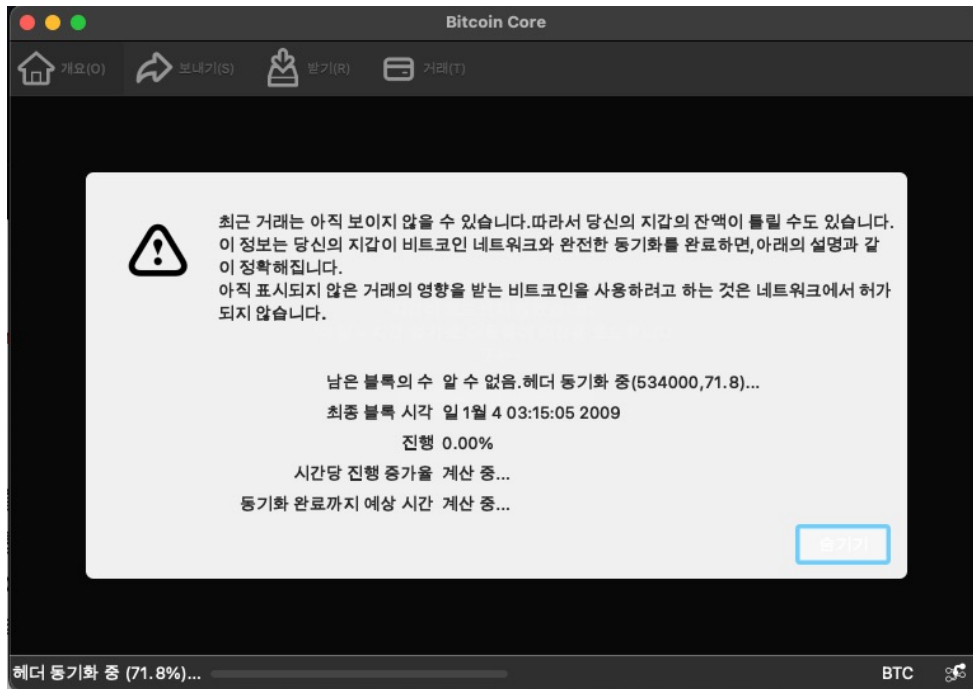 Bitcoin Core
개요(O) 보내기(S) 받기(R) 거래(T)
최근 거래는 아직 보이지 않을 수 있습니다.따라서 당신의 지갑의 잔액이 틀릴 수도 있습니다.
이 정보는 당신의 지갑이 비트코인 네트워크와 완전한 동기화를 완료하면,아래의 설명과 같
이 정확해집니다.
아직 표시되지 않은 거래의 영향을 받는 비트코인을 사용하려고 하는 것은 네트워크에서 허가
되지 않습니다.
남은 블록의 수 알 수 없음.헤더 동기화 중(534000,71.8)...
최종 블록 시각 일 1월 4 03:15:05 2009
진행 0.00%
시간당 진행 증가율 계산 중...
동기화 완료까지 예상 시간 계산 중...
숨기기
헤더 동기화 중 (71.8%)... BTC